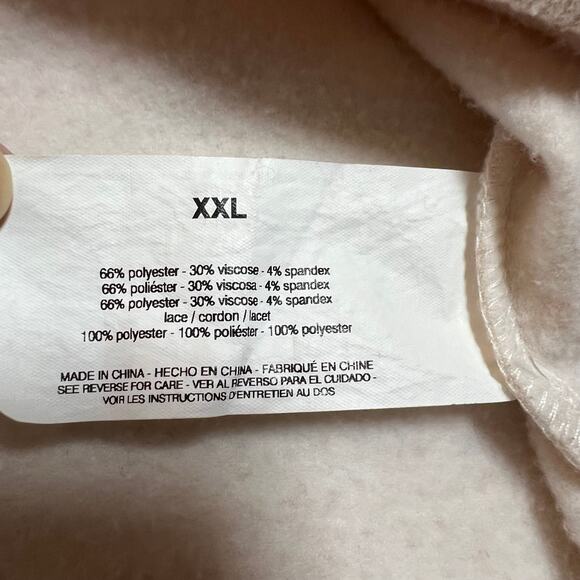 XXL
66% polyester - 30% viscose - 4% spandex
66% poliéster - 30% viscosa - 4% spandex
66% polyester - 30% viscose - 4% spandex
lace / cordon / lacet
100% polyester - 100% poliéster - 100% polyester
MADE IN CHINA - HECHO EN CHINA - FABRIQUÉ EN CHINE
SEE REVERSE FOR CARE - VER AL REVERSO PARA EL CUIDADO -
VOIR LES INSTRUCTIONS D'ENTRETIEN AU DOS